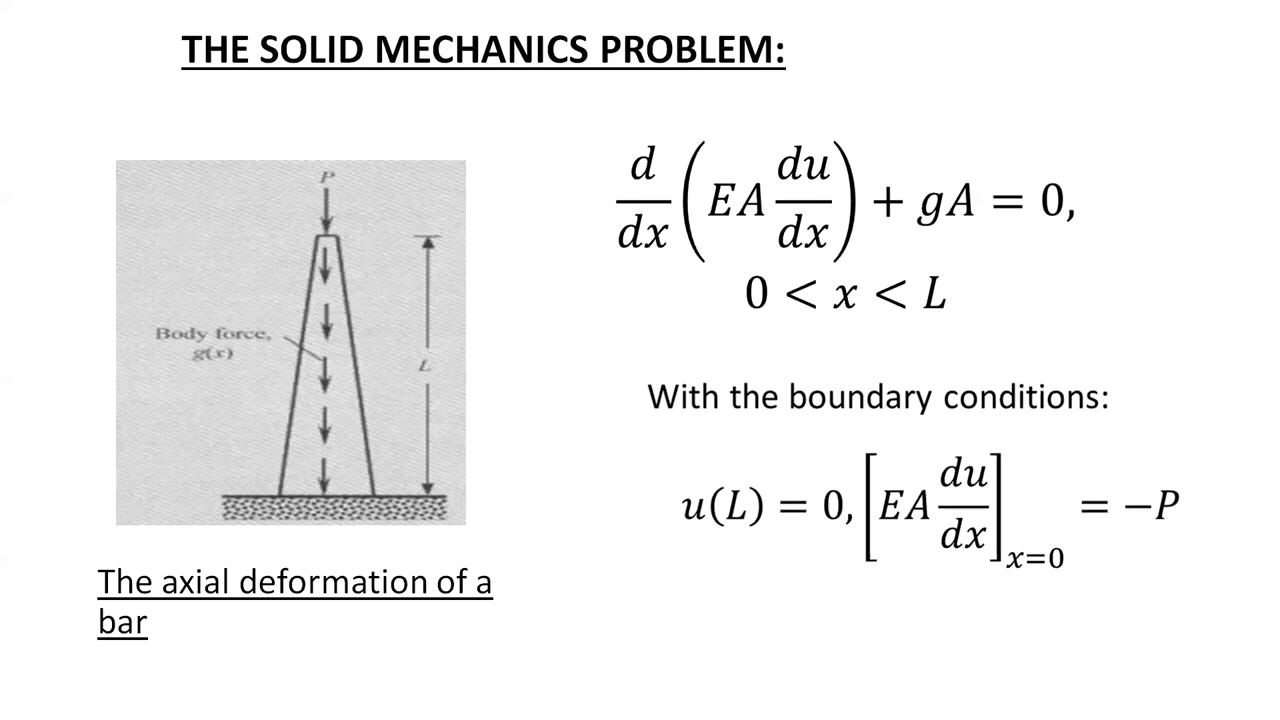 THE SOLID MECHANICS PROBLEM:
P
Body force,
g(x)
L
The axial deformation of a
bar
d/dx (EA du/dx) + gA = 0,
0 < x < L
With the boundary conditions:
u(L) = 0, [EA du/dx]x=0 = −P